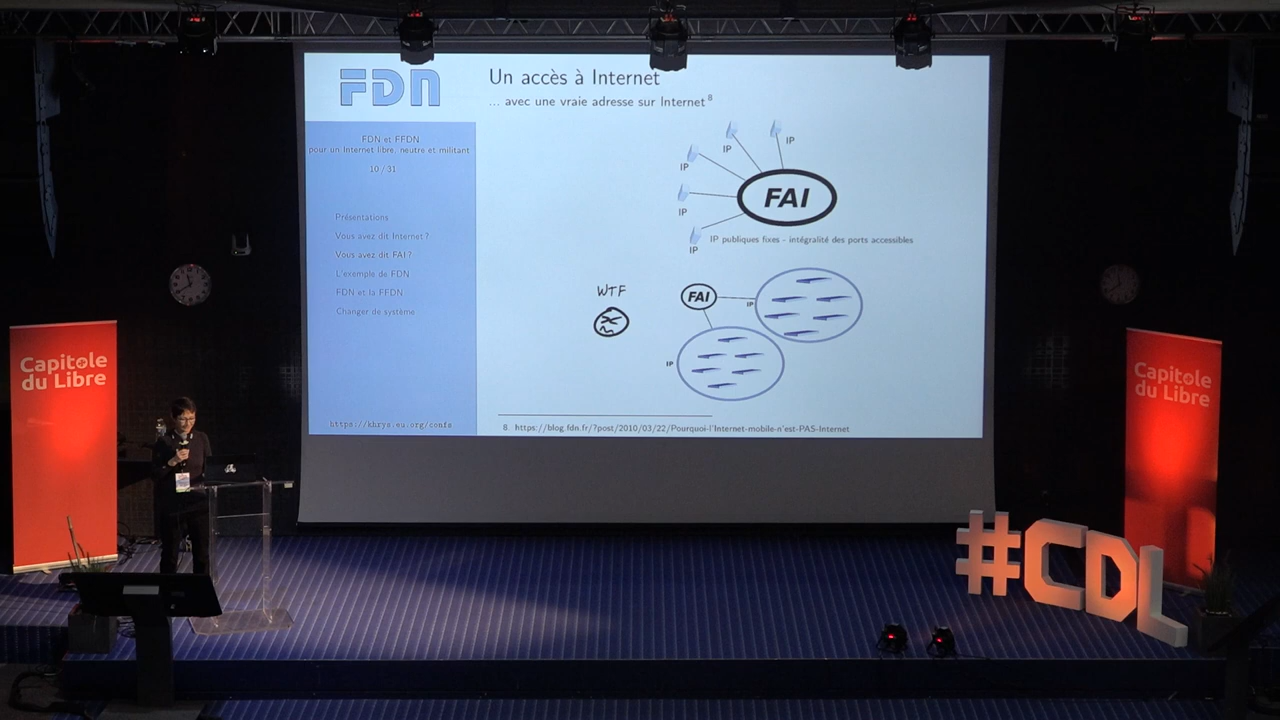 FDN
Un accès à Internet
... avec une vraie adresse sur Internet 8
FDN et FFDN
pour un Internet libre, neutre et militant
10 / 31
Présentations
Vous avez dit Internet ?
Vous avez dit FAI ?
L'exemple de FDN
FDN et la FFDN
Changer de système
https://khrys.eu.org/confs
IP
IP
IP
IP
IP
FAI
IP publiques fixes - intégralité des ports accessibles
WTF
FAI
IP
IP
8. https://blog.fdn.fr/?post/2010/03/22/Pourquoi-l'Internet-mobile-n'est-PAS-Internet
Capitole
du Libre
Capitole
du Libre
#CDL